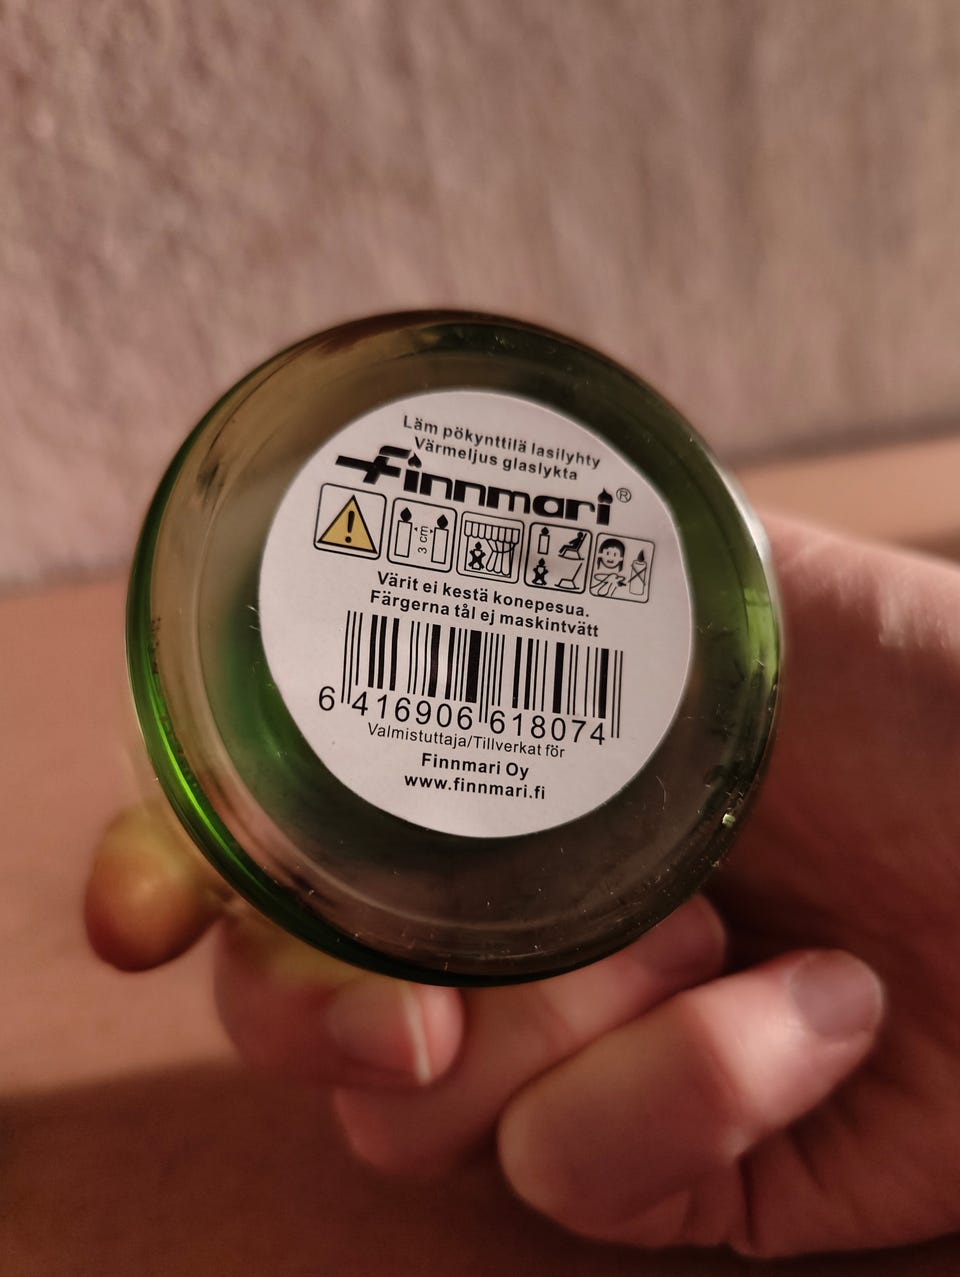 Läm pökynttilä lasilyhty
Värmeljus glaslykta
finnmari®
3 cm
Värit ei kestä konepesua.
Färgerna tål ej maskintvätt
6 416906 618074
Valmistuttaja/Tillverkat för
Finnmari Oy
www.finnmari.fi